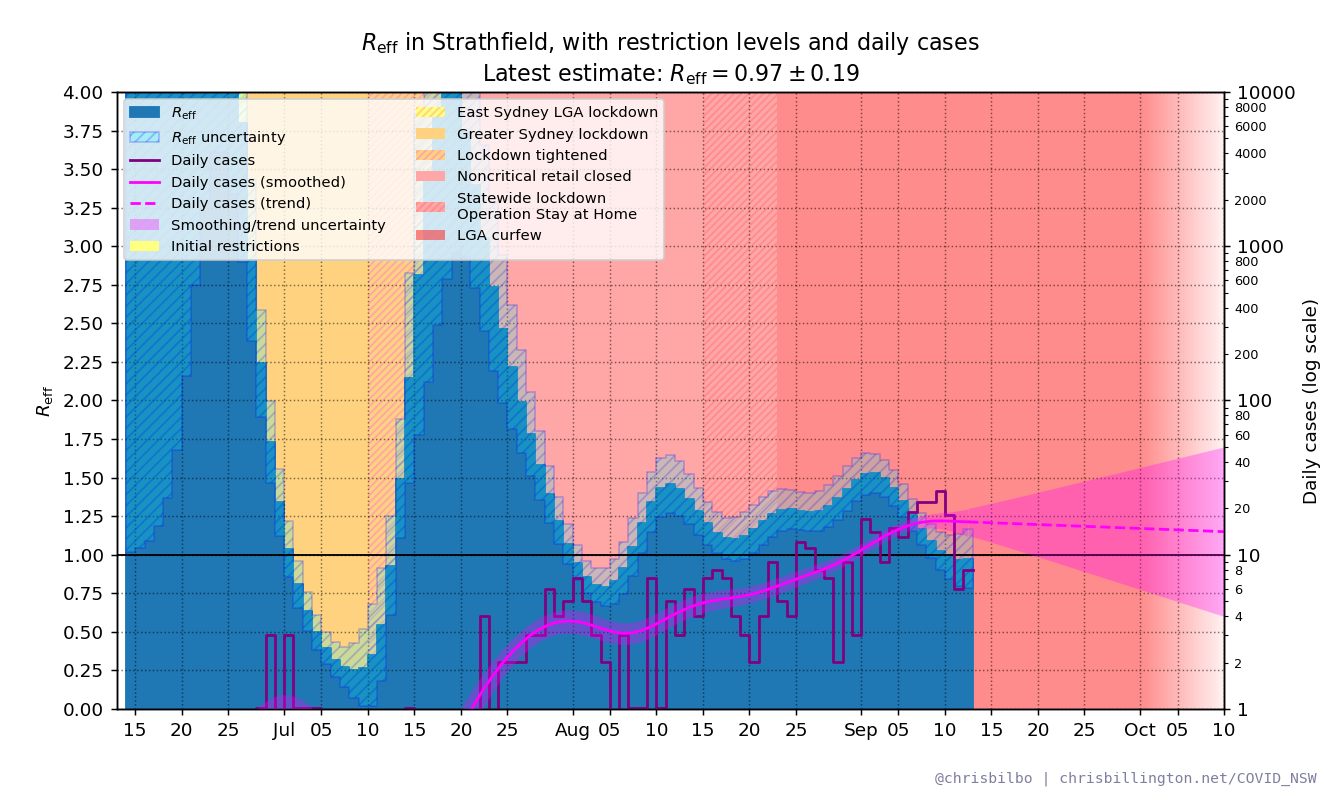 Reff in Strathfield, with restriction levels and daily cases
Latest estimate: Reff = 0.97 ± 0.19
Reff
Reff uncertainty
Daily cases
Daily cases (smoothed)
Daily cases (trend)
Smoothing/trend uncertainty
Initial restrictions
East Sydney LGA lockdown
Greater Sydney lockdown
Lockdown tightened
Noncritical retail closed
Statewide lockdown
Operation Stay at Home
LGA curfew
Reff
4.00
3.75
3.50
3.25
3.00
2.75
2.50
2.25
2.00
1.75
1.50
1.25
1.00
0.75
0.50
0.25
0.00
15 20 25 Jul 05 10 15 20 25 Aug 05 10 15 20 25 Sep 05 10 15 20 25 Oct 05 10
10000
8000
6000
4000
2000
1000
800
600
400
200
100
80
60
40
20
10
8
6
4
2
1
Daily cases (log scale)
@chrisbilbo | chrisbillington.net/COVID_NSW